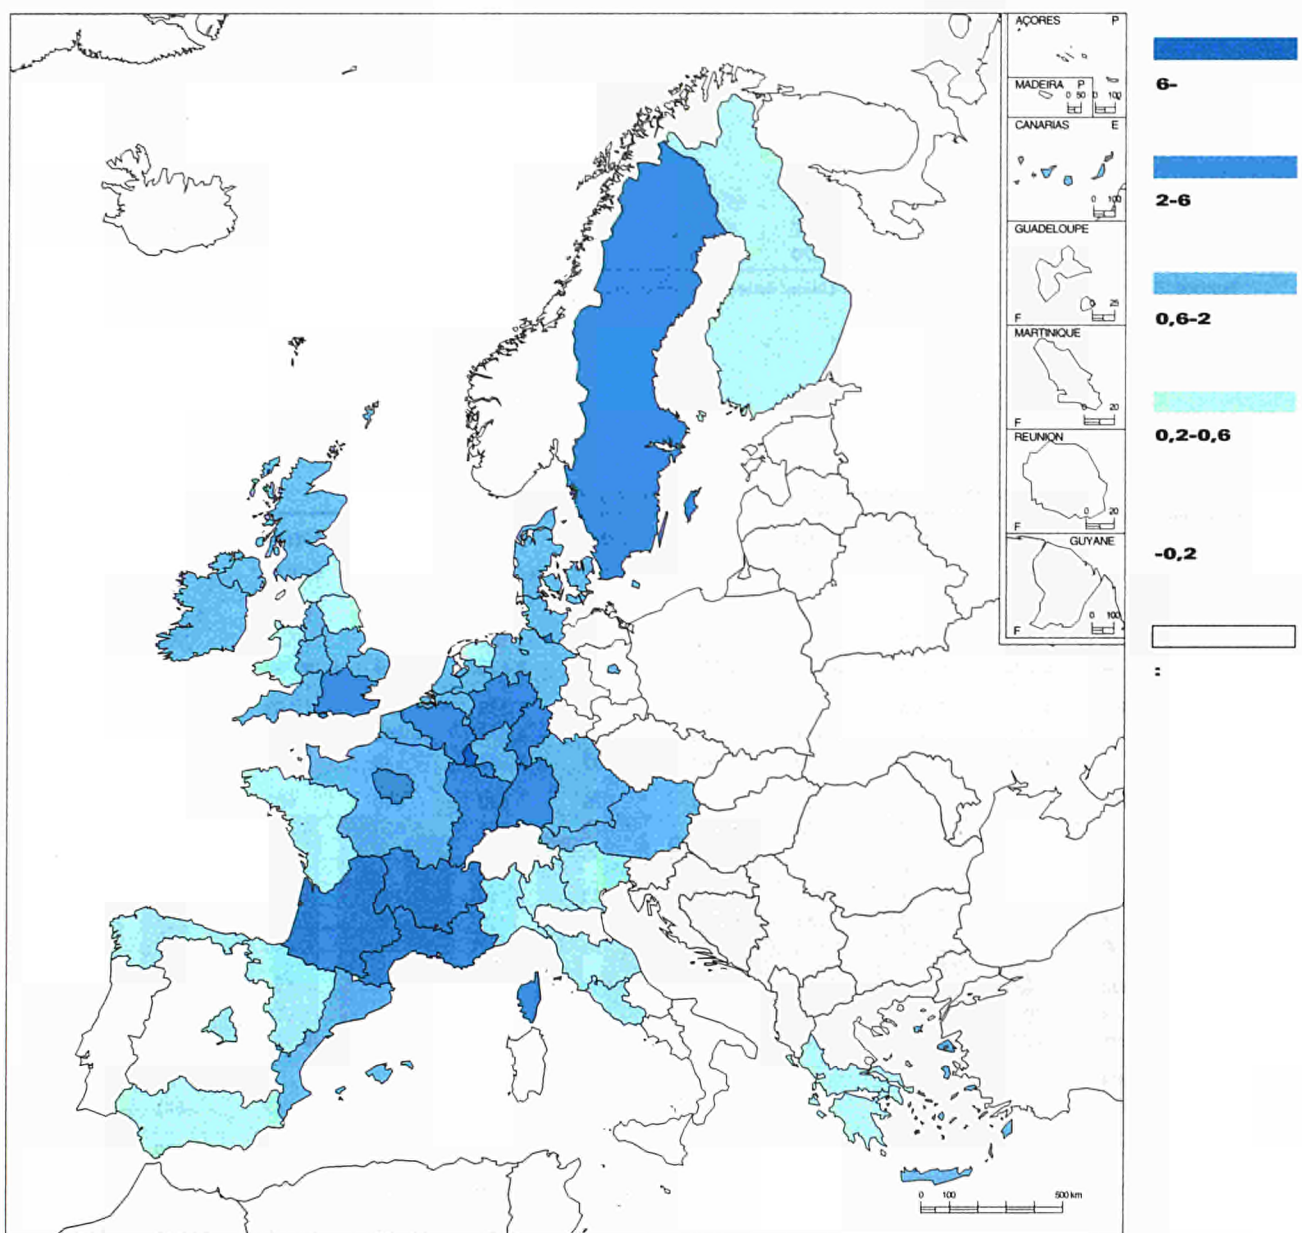 AÇORES P
MADEIRA P
0 50 0 100
CANARIAS E
0 100
GUADELOUPE
0 25
F
MARTINIQUE
0 20
F
REUNION
0 20
F
GUYANE
0 100
F
6-
2-6
0,6-2
0,2-0,6
-0,2
:
0 100 500 km